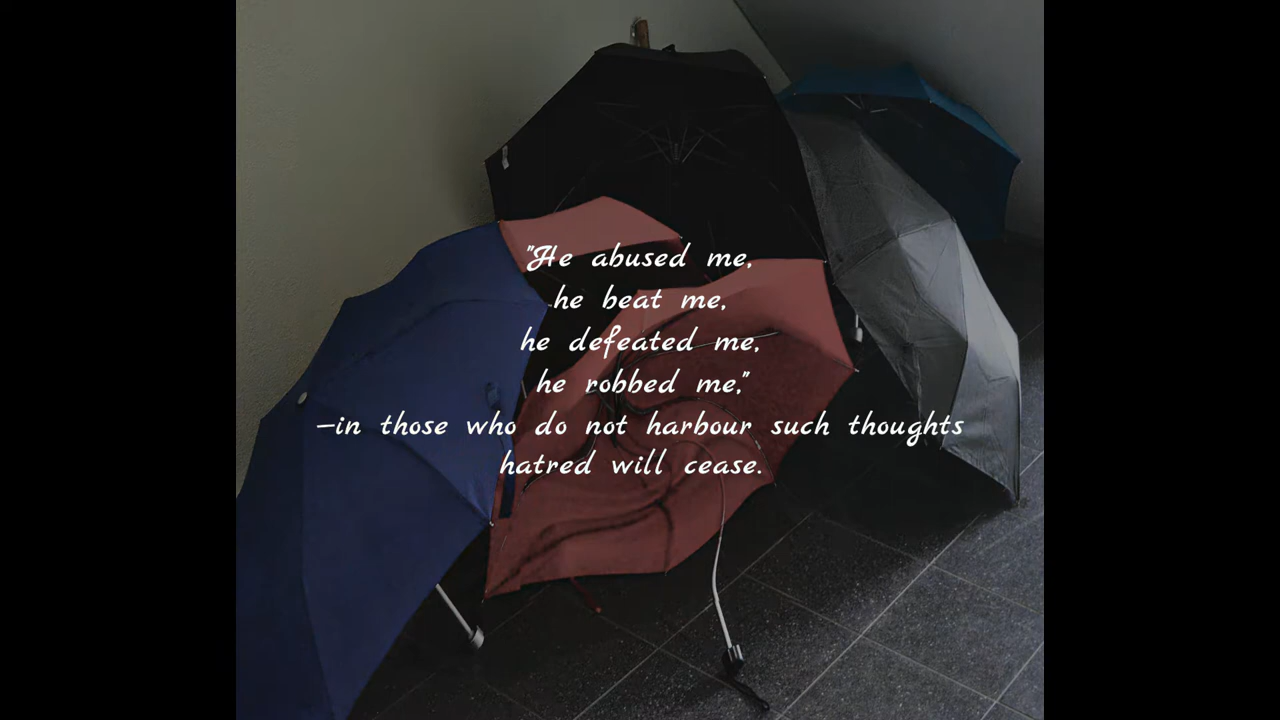 "He abused me,
he beat me,
he defeated me,
he robbed me,"
—in those who do not harbour such thoughts
hatred will cease.